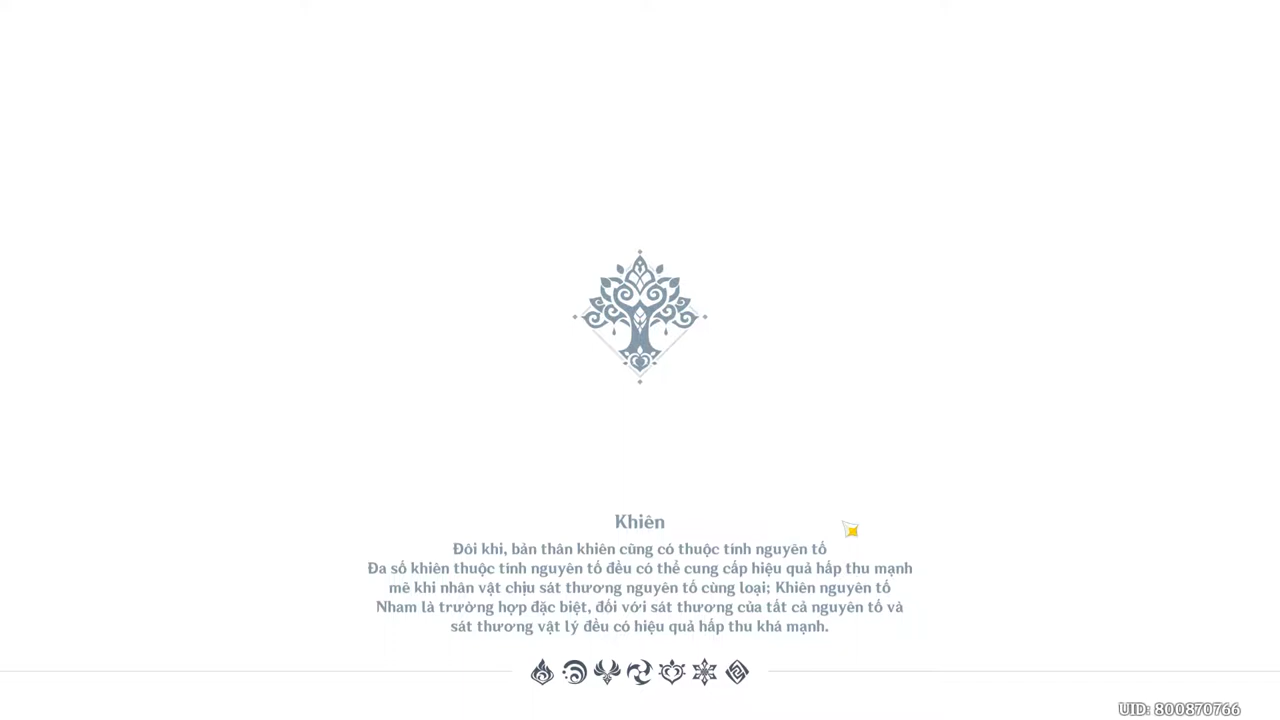 Khiên
Đôi khi, bản thân khiên cũng có thuộc tính nguyên tố
Đa số khiên thuộc tính nguyên tố đều có thể cung cấp hiệu quả hấp thu mạnh
mẽ khi nhân vật chịu sát thương nguyên tố cùng loại; Khiên nguyên tố
Nham là trường hợp đặc biệt, đối với sát thương của tất cả nguyên tố và
sát thương vật lý đều có hiệu quả hấp thu khá mạnh.
UID: 800870766